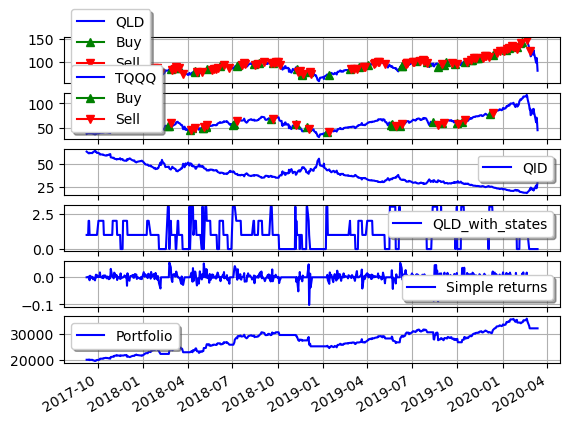 QLD
Buy
Sell
150
100
TQQQ
Buy
Sell
100
50
QID
50
25
QLD_with_states
2.5
0.0
Simple returns
0.0
−0.1
Portfolio
30000
20000
2017-10
2018-01
2018-04
2018-07
2018-10
2019-01
2019-04
2019-07
2019-10
2020-01
2020-04